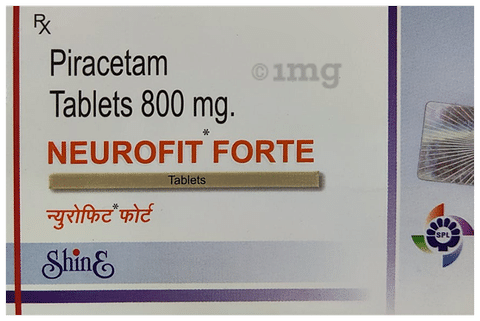 Rx
Piracetam
©1mg
Tablets 800 mg.
NEUROFIT* FORTE
Tablets
न्युरोफिट* फोर्ट
ShinE
SPL